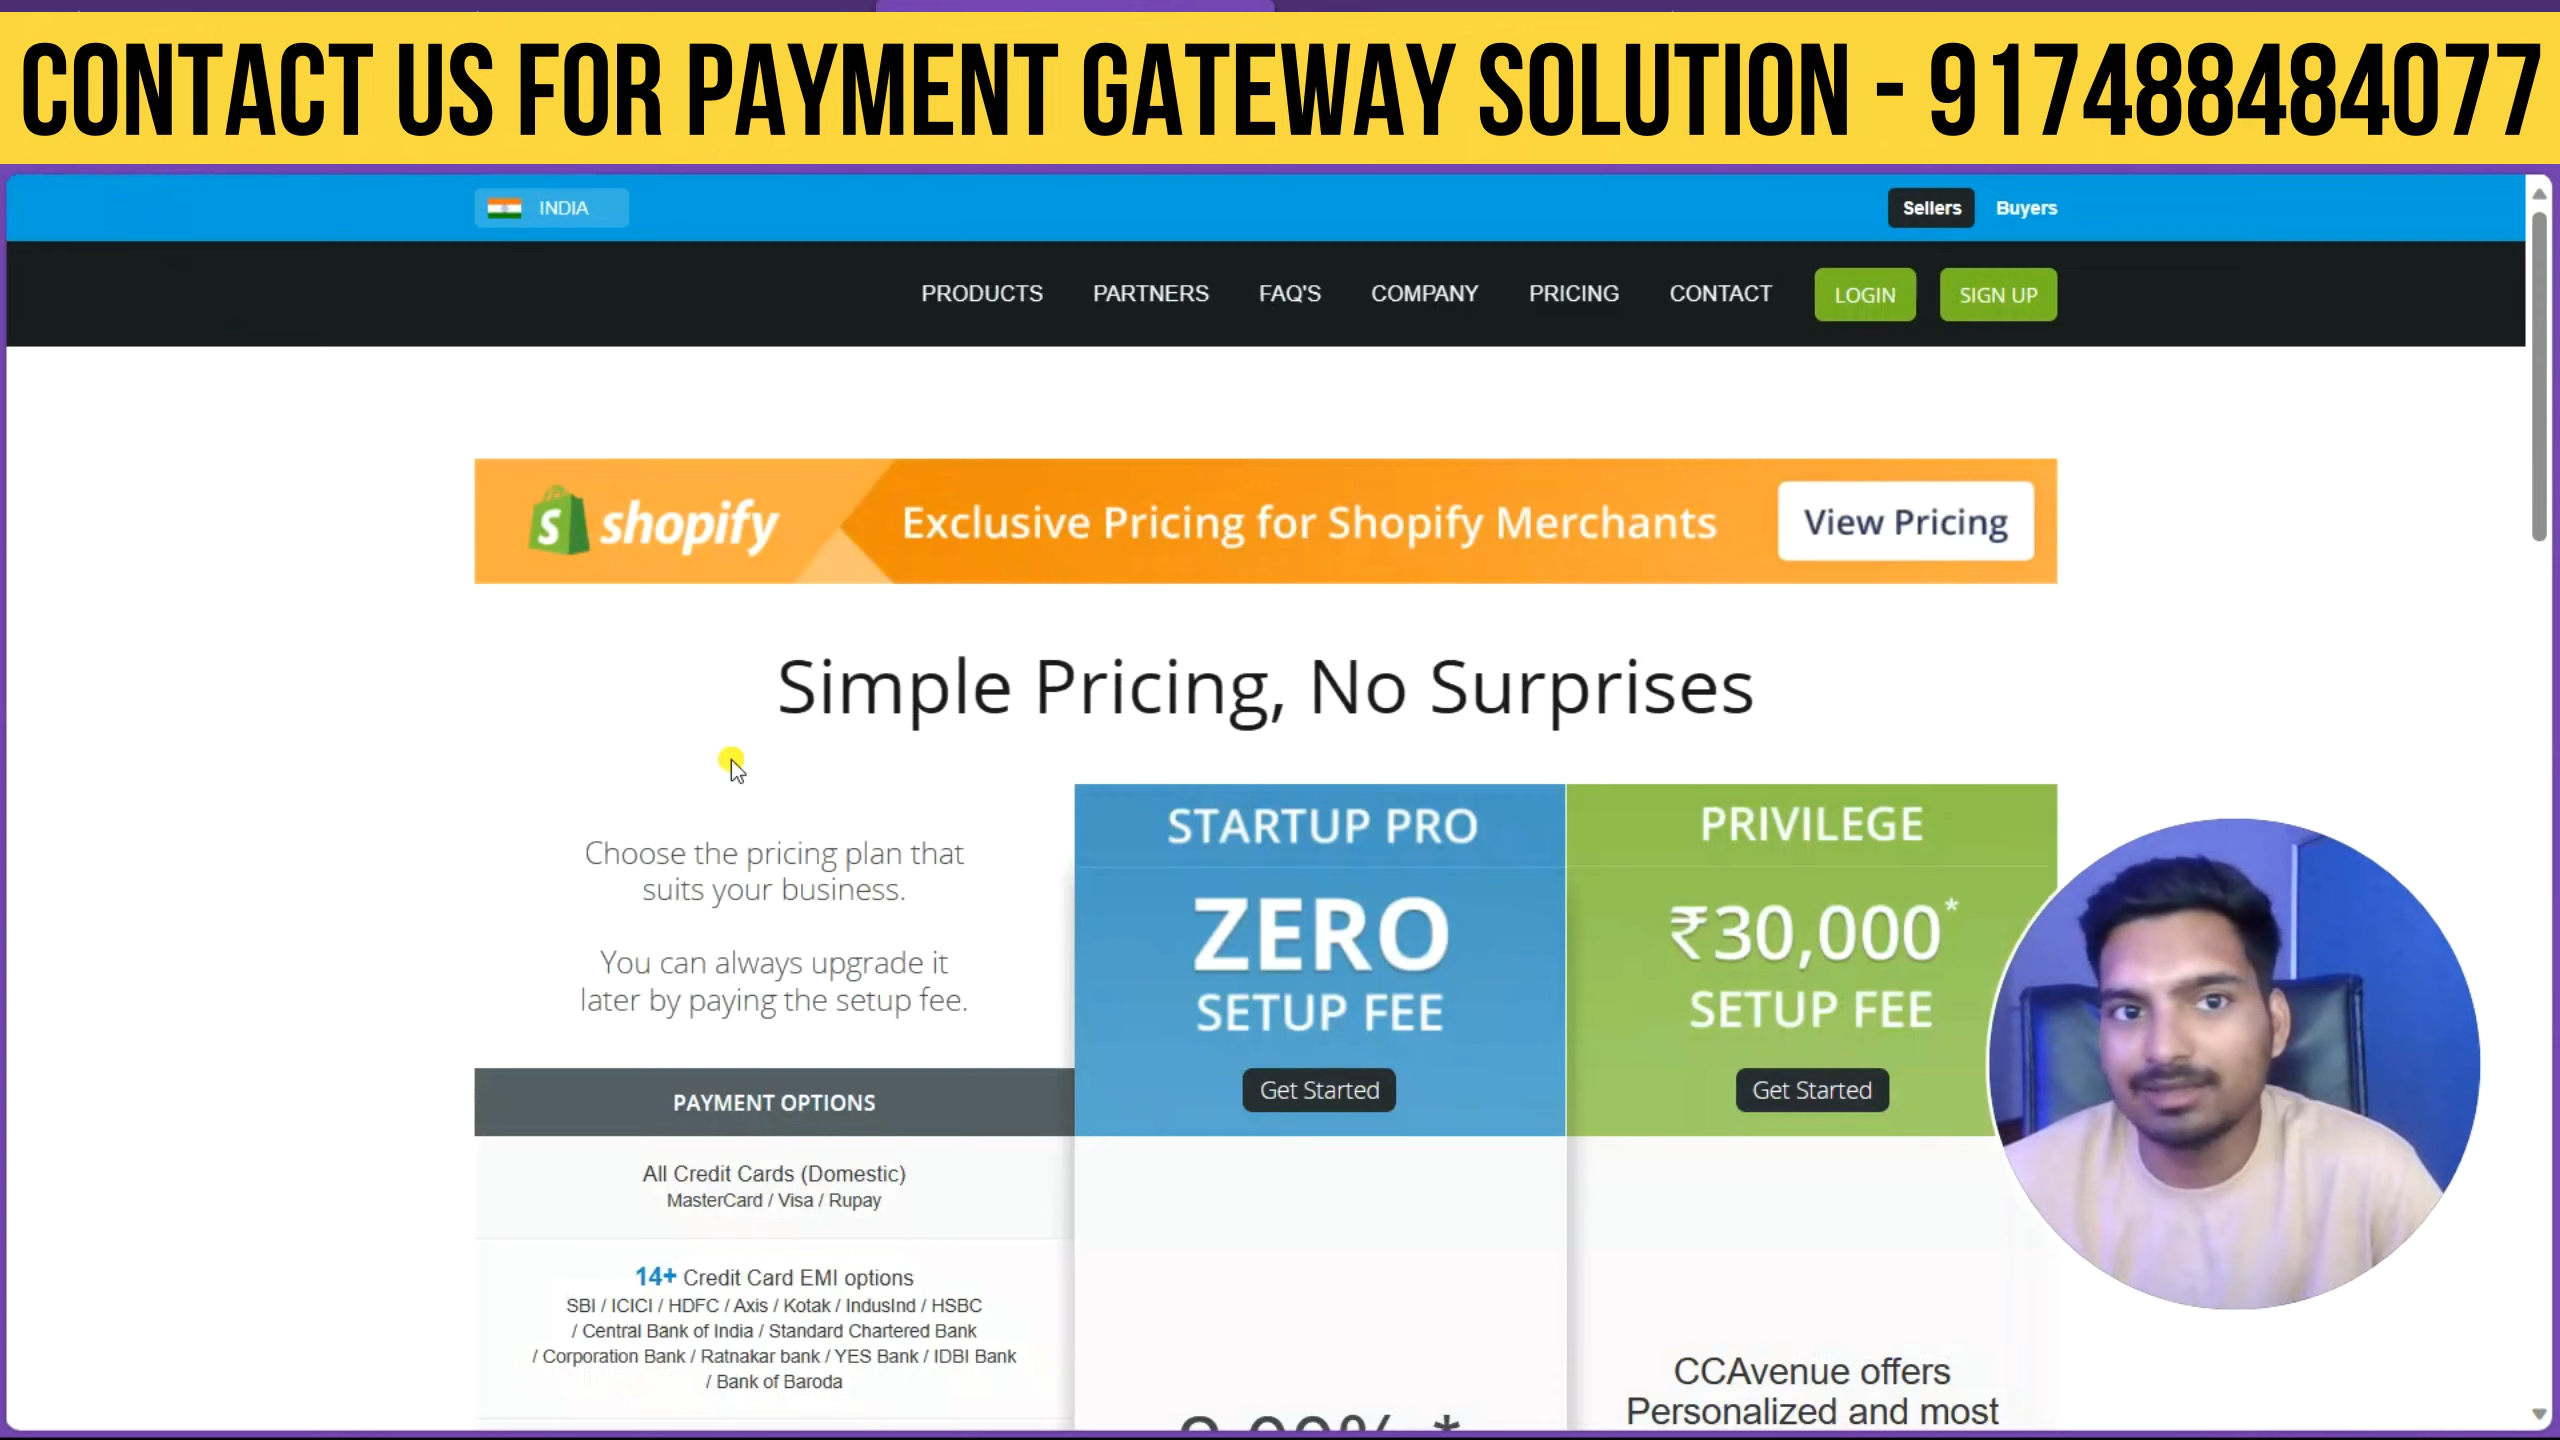 CONTACT US FOR PAYMENT GATEWAY SOLUTION - 917488484077
INDIA
Sellers
Buyers
PRODUCTS
PARTNERS
FAQ'S
COMPANY
PRICING
CONTACT
LOGIN
SIGN UP
shopify
Exclusive Pricing for Shopify Merchants
View Pricing
Simple Pricing, No Surprises
Choose the pricing plan that
suits your business.
You can always upgrade it
later by paying the setup fee.
STARTUP PRO
ZERO
SETUP FEE
Get Started
PRIVILEGE
₹30,000*
SETUP FEE
Get Started
PAYMENT OPTIONS
All Credit Cards (Domestic)
MasterCard / Visa / Rupay
14+ Credit Card EMI options
SBI / ICICI / HDFC / Axis / Kotak / IndusInd / HSBC
/ Central Bank of India / Standard Chartered Bank
/ Corporation Bank / Ratnakar bank / YES Bank / IDBI Bank
/ Bank of Baroda
CCAvenue offers
Personalized and most